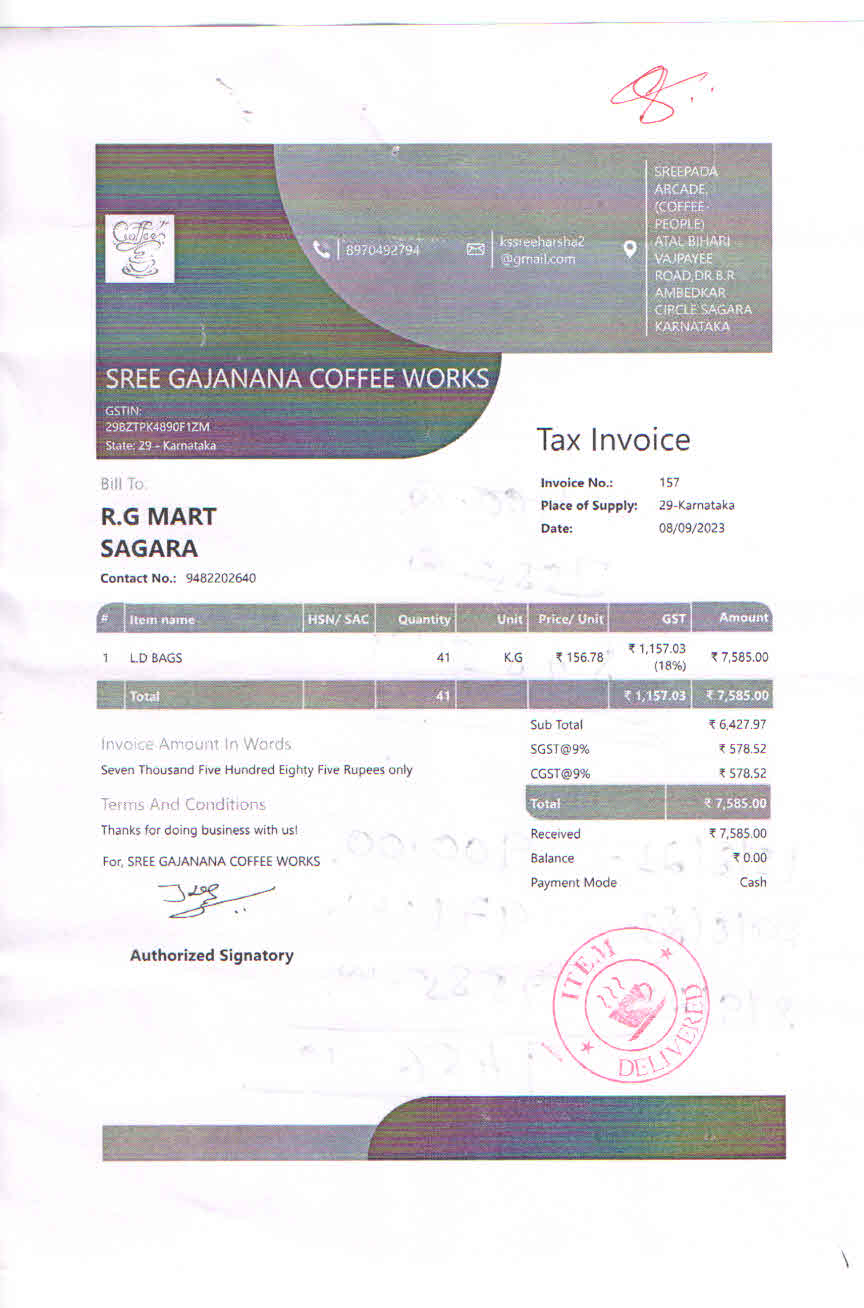 Coffee
8970492794
kssreeharsha2
@gmail.com
SREEPADA
ARCADE,
(COFFEE
PEOPLE)
ATAL BIHARI
VAJPAYEE
ROAD,DR.B.R.
AMBEDKAR
CIRCLE SAGARA
KARNATAKA
SREE GAJANANA COFFEE WORKS
GSTIN:
29BZTPK4890F1ZM
State: 29 - Karnataka
Tax Invoice
Bill To:
R.G MART
SAGARA
Contact No.: 9482202640
Invoice No.: 157
Place of Supply: 29-Karnataka
Date: 08/09/2023
# Item name HSN/ SAC Quantity Unit Price/ Unit GST Amount
1 L.D BAGS 41 K.G ₹ 156.78 ₹ 1,157.03 (18%) ₹ 7,585.00
Total 41 ₹ 1,157.03 ₹ 7,585.00
Sub Total ₹ 6,427.97
SGST@9% ₹ 578.52
CGST@9% ₹ 578.52
Total ₹ 7,585.00
Received ₹ 7,585.00
Balance ₹ 0.00
Payment Mode Cash
Invoice Amount In Words
Seven Thousand Five Hundred Eighty Five Rupees only
Terms And Conditions
Thanks for doing business with us!
For, SREE GAJANANA COFFEE WORKS
Authorized Signatory
ITEM
DELIVERED